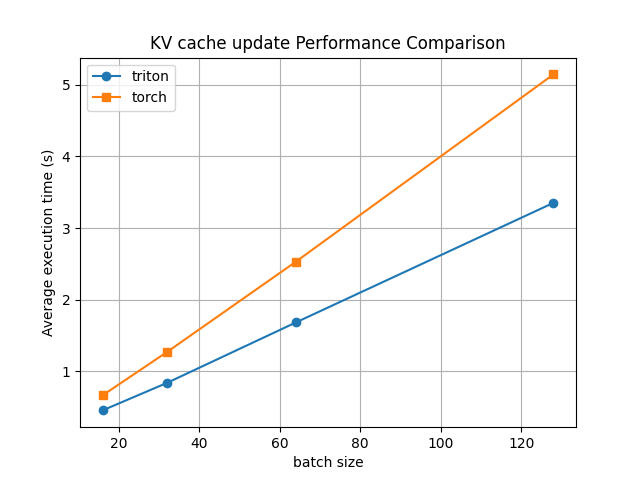 KV cache update Performance Comparison
triton
torch
5
4
3
2
1
Average execution time (s)
20 40 60 80 100 120
batch size